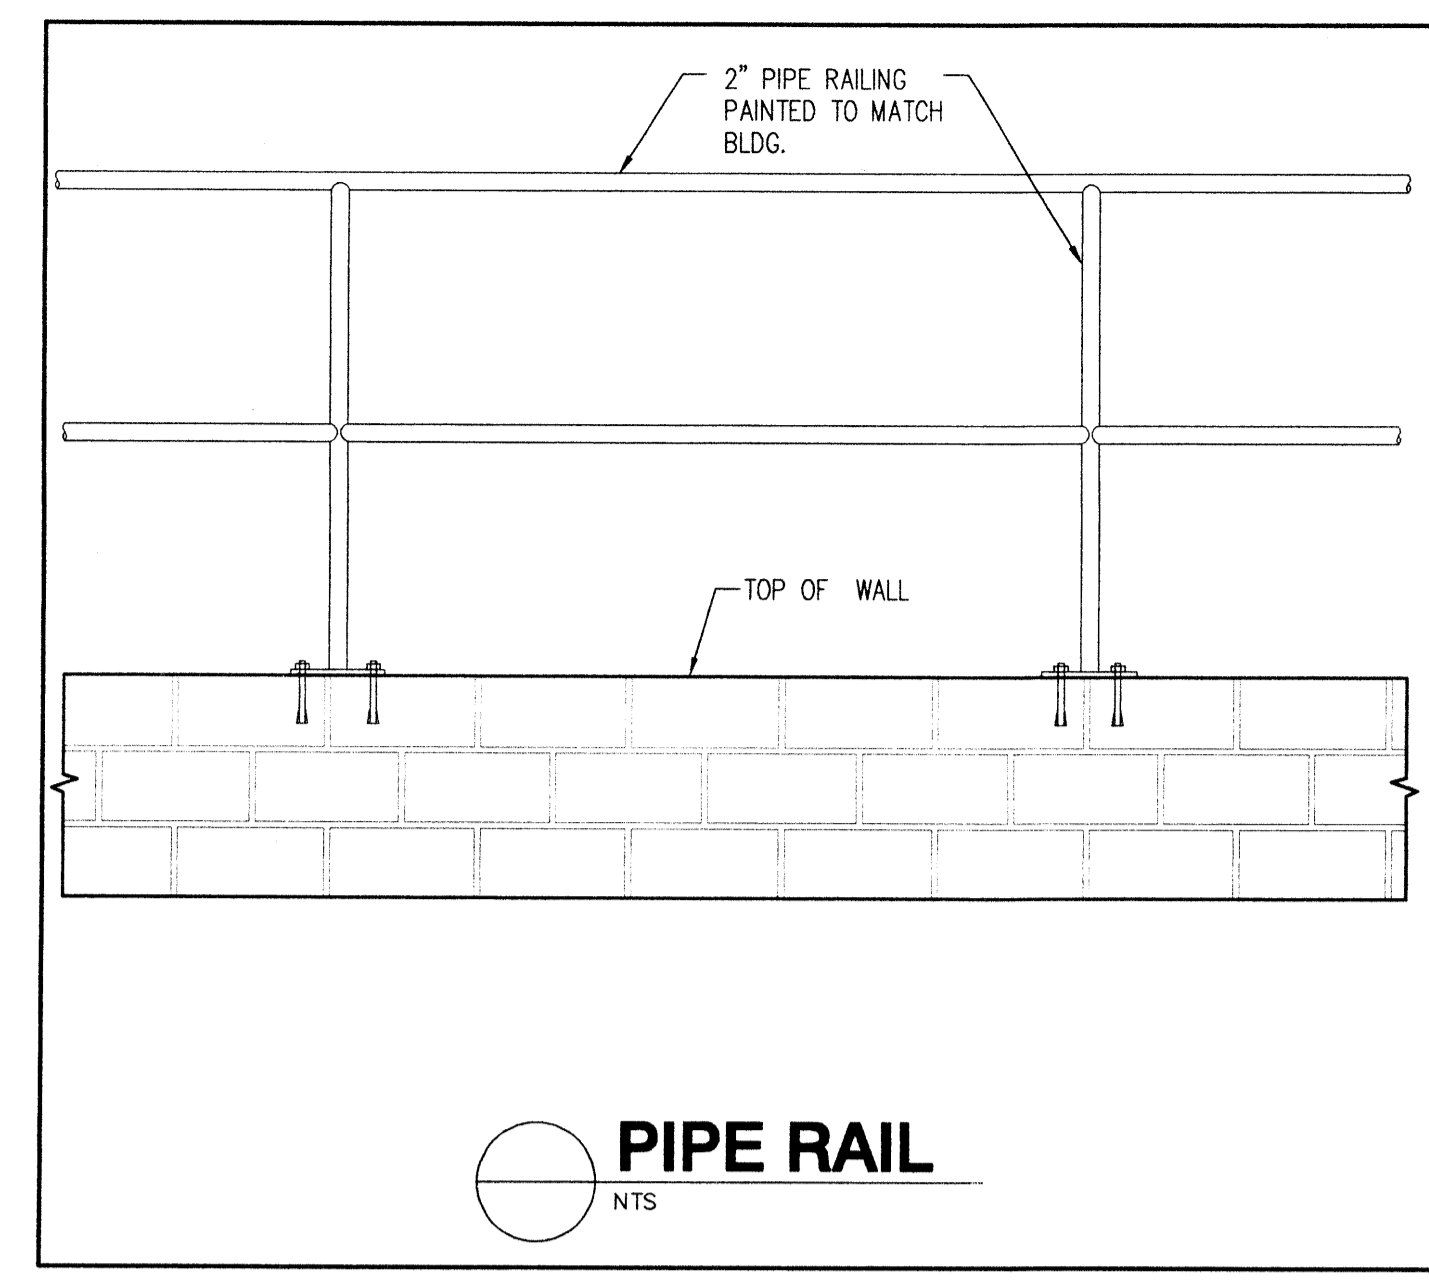 2" PIPE RAILING
PAINTED TO MATCH
BLDG.
TOP OF WALL
PIPE RAIL
NTS